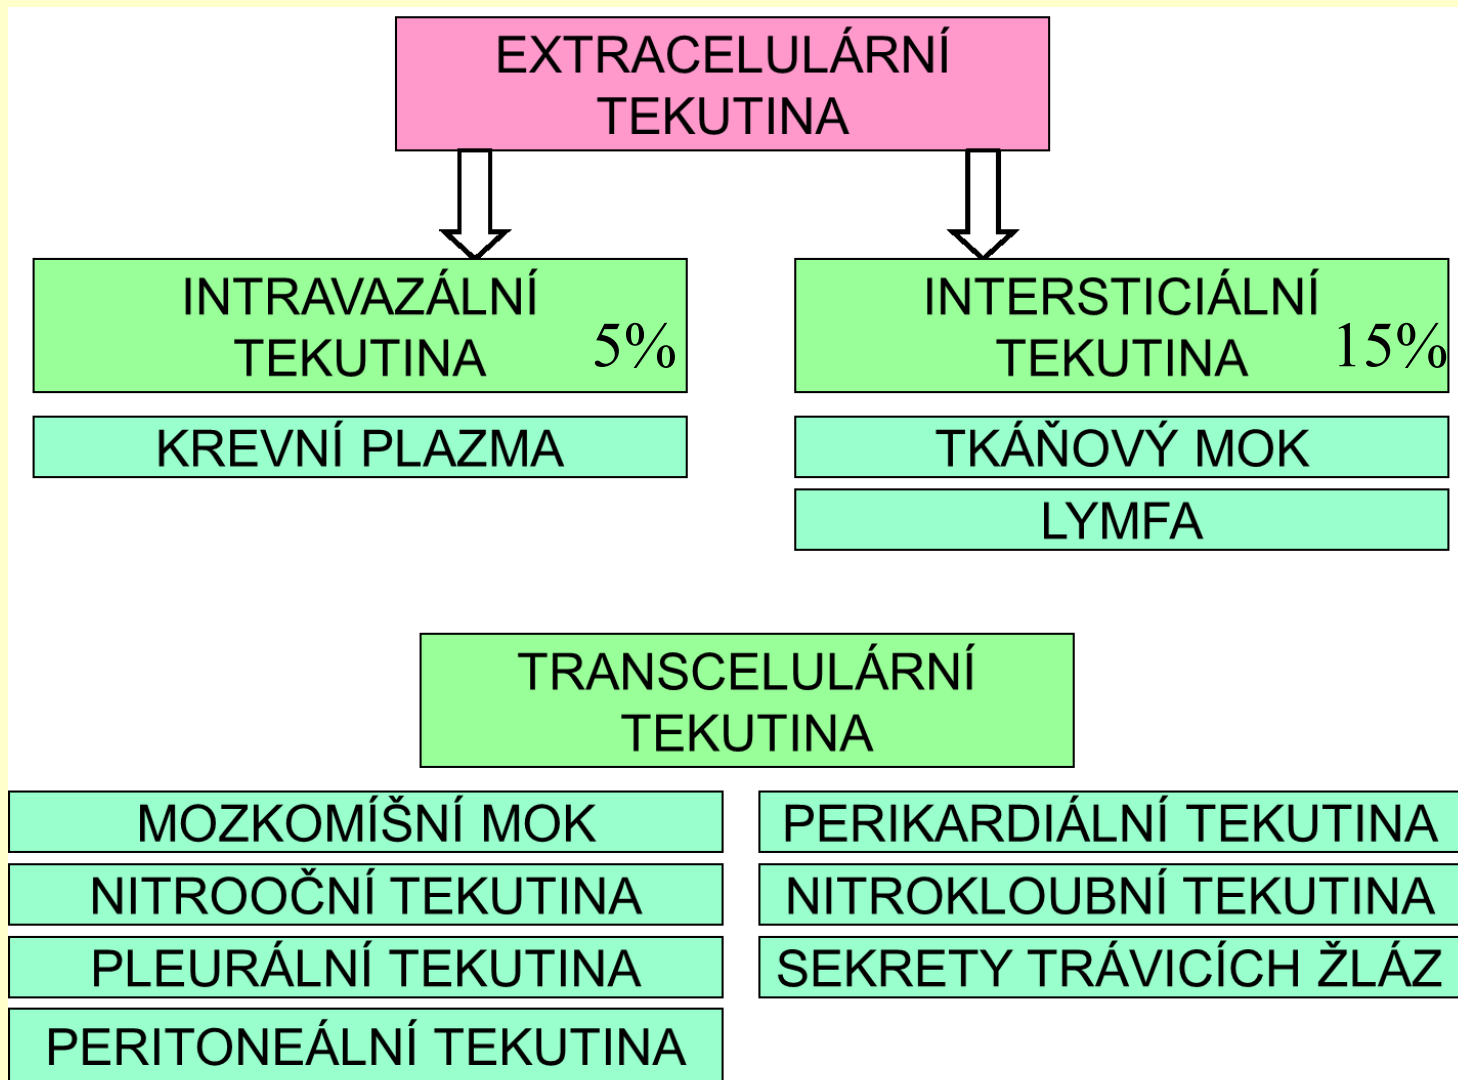 EXTRACELULÁRNÍ
TEKUTINA
INTRAVAZÁLNÍ
TEKUTINA 5%
INTERSTICIÁLNÍ
TEKUTINA 15%
KREVNÍ PLAZMA
TKÁŇOVÝ MOK
LYMFA
TRANSCELULÁRNÍ
TEKUTINA
MOZKOMÍŠNÍ MOK
NITROOČNÍ TEKUTINA
PLEURÁLNÍ TEKUTINA
PERITONEÁLNÍ TEKUTINA
PERIKARDIÁLNÍ TEKUTINA
NITROKLOUBNÍ TEKUTINA
SEKRETY TRÁVICÍCH ŽLÁZ